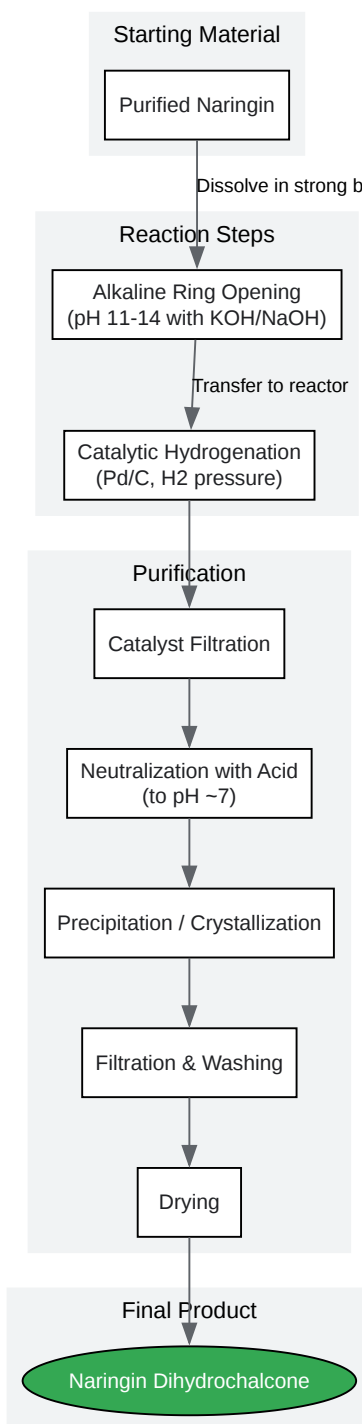 Starting Material
Purified Naringin
Dissolve in strong b
Reaction Steps
Alkaline Ring Opening
(pH 11-14 with KOH/NaOH)
Transfer to reactor
Catalytic Hydrogenation
(Pd/C, H2 pressure)
Purification
Catalyst Filtration
Neutralization with Acid
(to pH ~7)
Precipitation / Crystallization
Filtration & Washing
Drying
Final Product
Naringin Dihydrochalcone